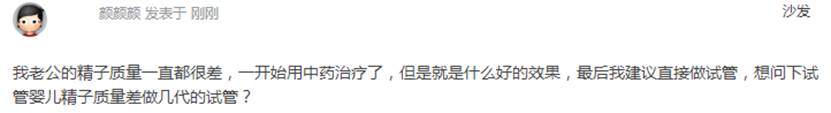 颜颜颜 发表于 刚刚 沙发
我老公的精子质量一直都很差，一开始用中药治疗了，但是就是什么好的效果，最后我建议直接做试管，想问下试
管婴儿精子质量差做几代的试管？